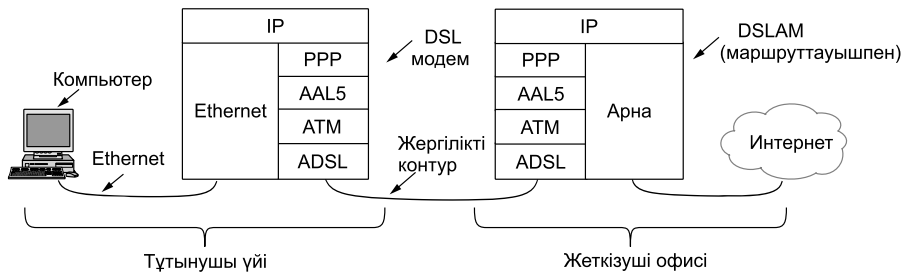 IP
PPP
AAL5
ATM
ADSL
Ethernet
DSL
модем
IP
PPP
AAL5
ATM
ADSL
Арна
DSLAM
(маршруттауышпен)
Компьютер
Ethernet
Жергілікті
контур
Интернет
Тұтынушы үйі
Жеткізуші офисі